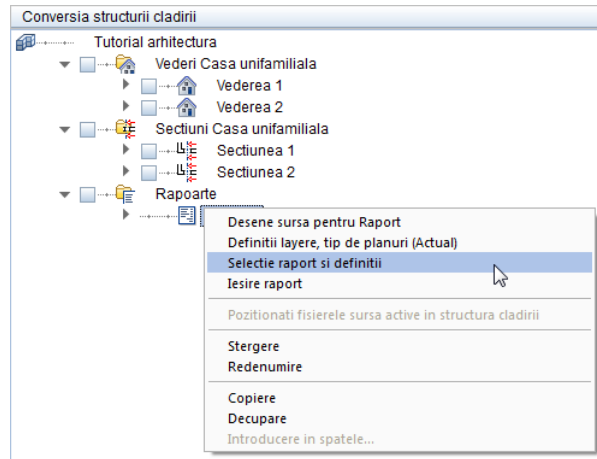 Conversia structurii cladirii
Tutorial arhitectura
Vederi Casa unifamiliala
Vederea 1
Vederea 2
Sectiuni Casa unifamiliala
Sectiunea 1
Sectiunea 2
Rapoarte
Desene sursa pentru Raport
Definitii layere, tip de planuri (Actual)
Selectie raport si definitii
Iesire raport
Pozitionati fisierele sursa active in structura cladirii
Stergere
Redenumire
Copiere
Decupare
Introducere in spatele...